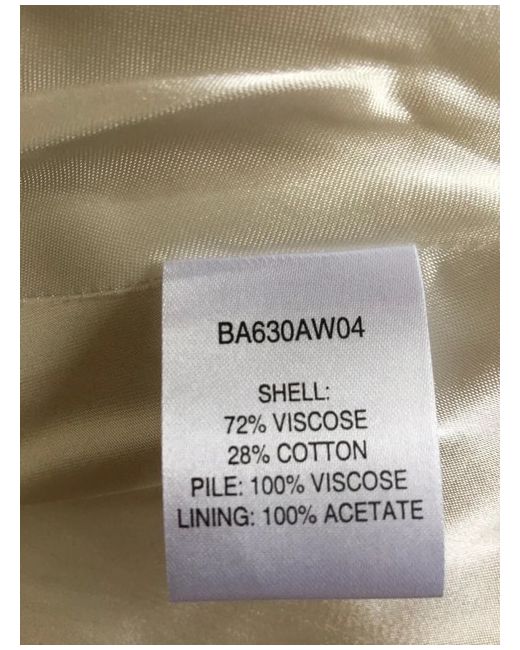 BA630AW04
SHELL:
72% VISCOSE
28% COTTON
PILE: 100% VISCOSE
LINING: 100% ACETATE